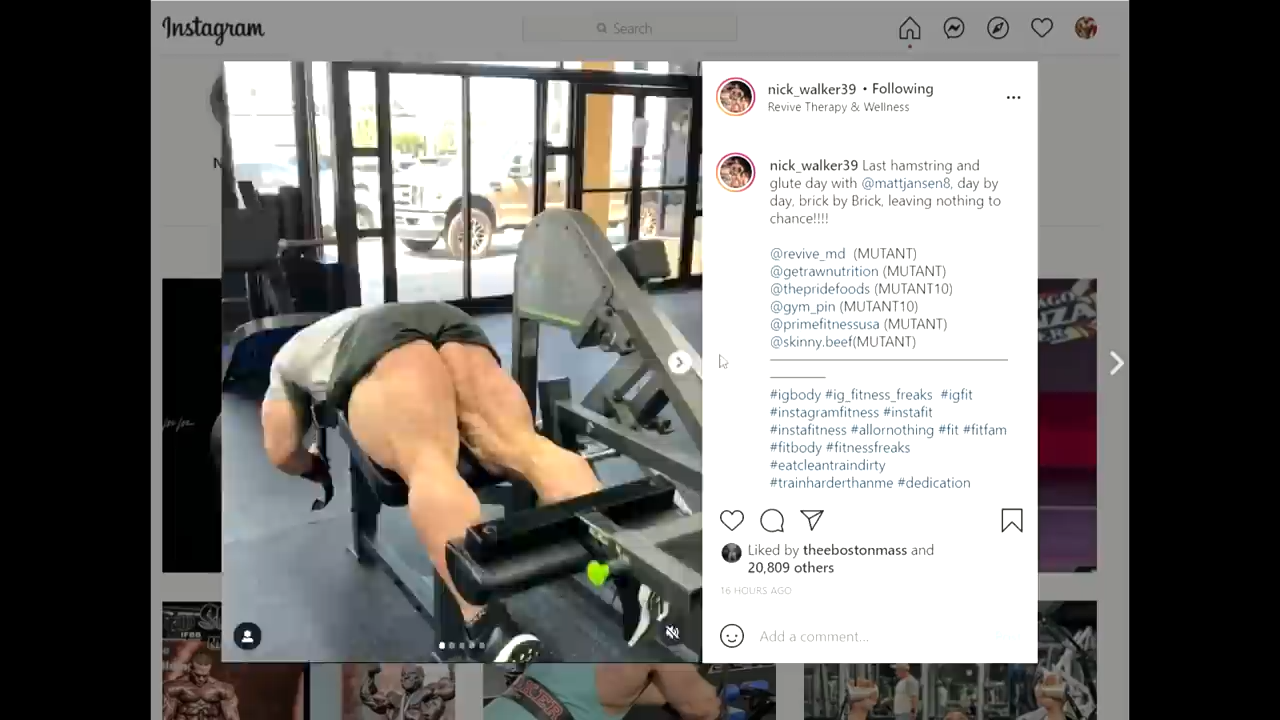 Instagram
Search
nick_walker39 • Following
Revive Therapy & Wellness
nick_walker39 Last hamstring and
glute day with @mattjansen8, day by
day, brick by Brick, leaving nothing to
chance!!!!
@revive_md (MUTANT)
@getrawnutrition (MUTANT)
@thepridefoods (MUTANT10)
@gym_pin (MUTANT10)
@primefitnessusa (MUTANT)
@skinny.beef(MUTANT)
#igbody #ig_fitness_freaks #igfit
#instagramfitness #instafit
#instafitness #allornothing #fit #fitfam
#fitbody #fitnessfreaks
#eatcleantraindirty
#trainharderthanme #dedication
Liked by theebostonmass and
20,809 others
16 HOURS AGO
Add a comment...
IFBB